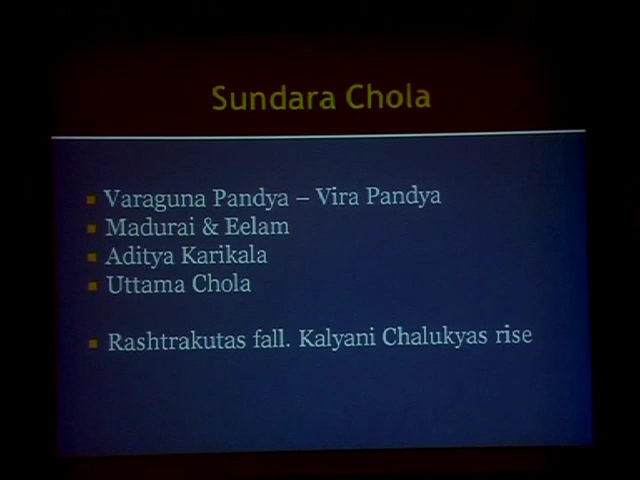 Sundara Chola
Varaguna Pandya – Vira Pandya
Madurai & Eelam
Aditya Karikala
Uttama Chola
Rashtrakutas fall. Kalyani Chalukyas rise